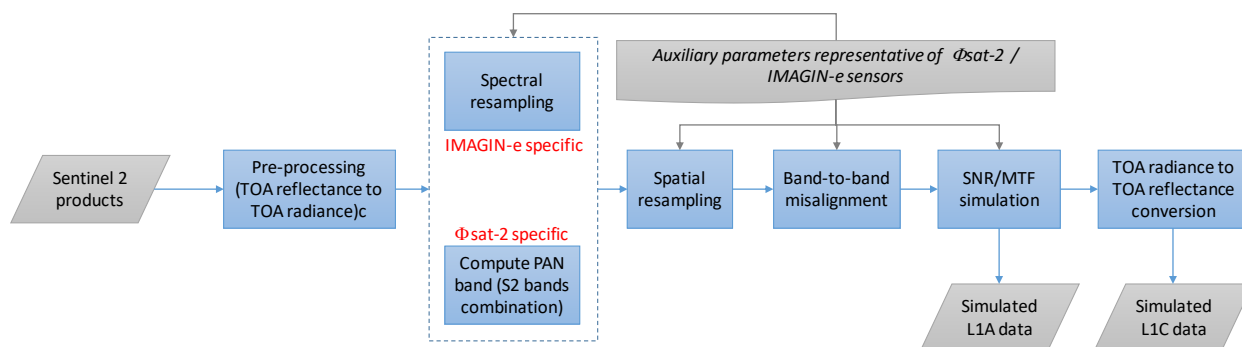 Auxiliary parameters representative of Φsat-2 /
IMAGIN-e sensors
Spectral
resampling
IMAGIN-e specific
Sentinel 2
products
Pre-processing
(TOA reflectance to
TOA radiance)c
Φsat-2 specific
Compute PAN
band (S2 bands
combination)
Spatial
resampling
Band-to-band
misalignment
SNR/MTF
simulation
TOA radiance to
TOA reflectance
conversion
Simulated
L1A data
Simulated
L1C data